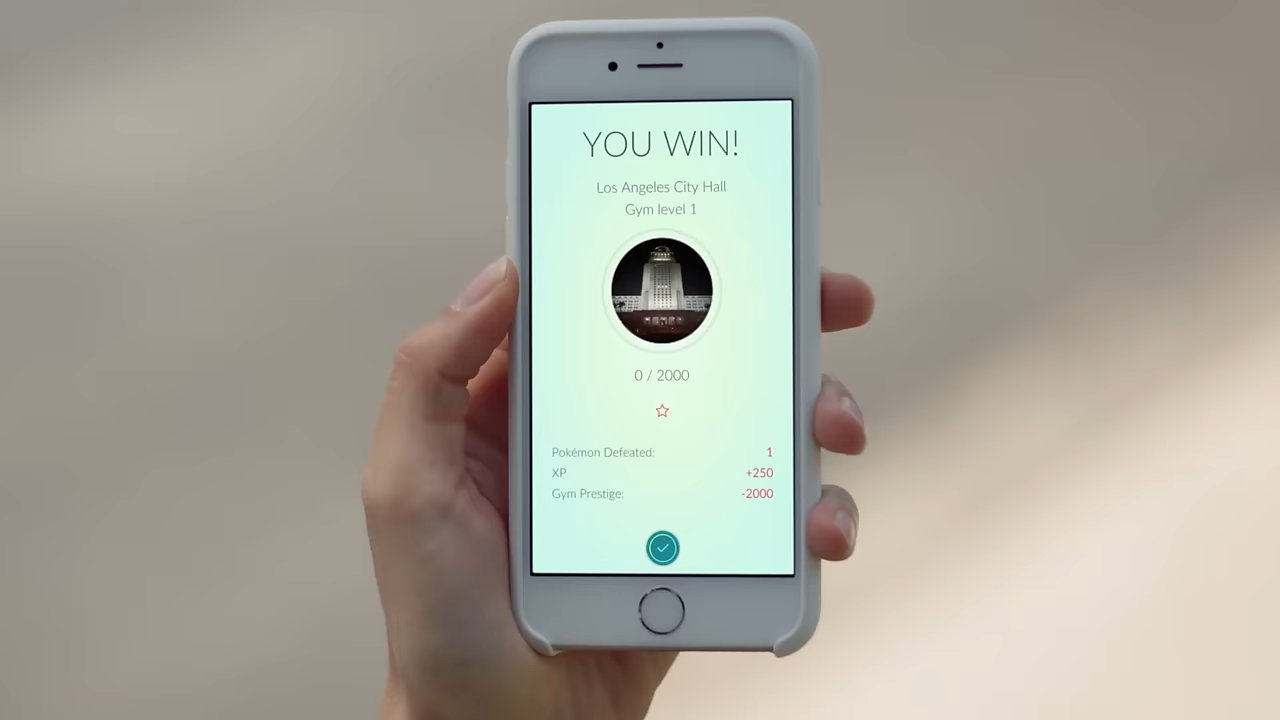 YOU WIN!
Los Angeles City Hall
Gym level 1
0 / 2000
Pokémon Defeated: 1
XP +250
Gym Prestige: -2000